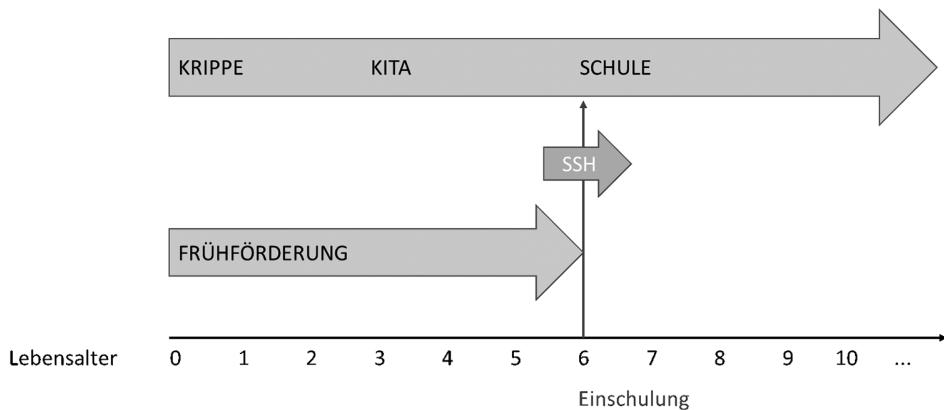 KRIPPE KITA SCHULE
SSH
FRÜHFÖRDERUNG
Lebensalter 0 1 2 3 4 5 6 7 8 9 10 ...
Einschulung